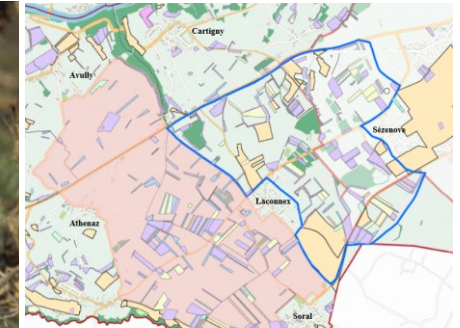 Cartigny
Avully
Sézenove
Laconnex
Athenaz
Soral